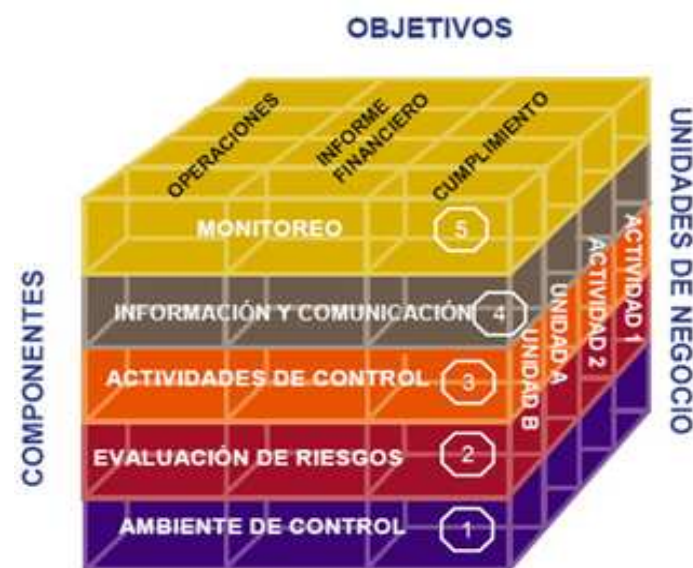 OBJETIVOS
OPERACIONES
INFORME
FINANCIERO
CUMPLIMIENTO
MONITOREO 5
INFORMACIÓN Y COMUNICACIÓN 4
ACTIVIDADES DE CONTROL 3
EVALUACIÓN DE RIESGOS 2
AMBIENTE DE CONTROL 1
COMPONENTES
UNIDAD B
UNIDAD A
ACTIVIDAD 2
ACTIVIDAD 1
UNIDADES DE NEGOCIO